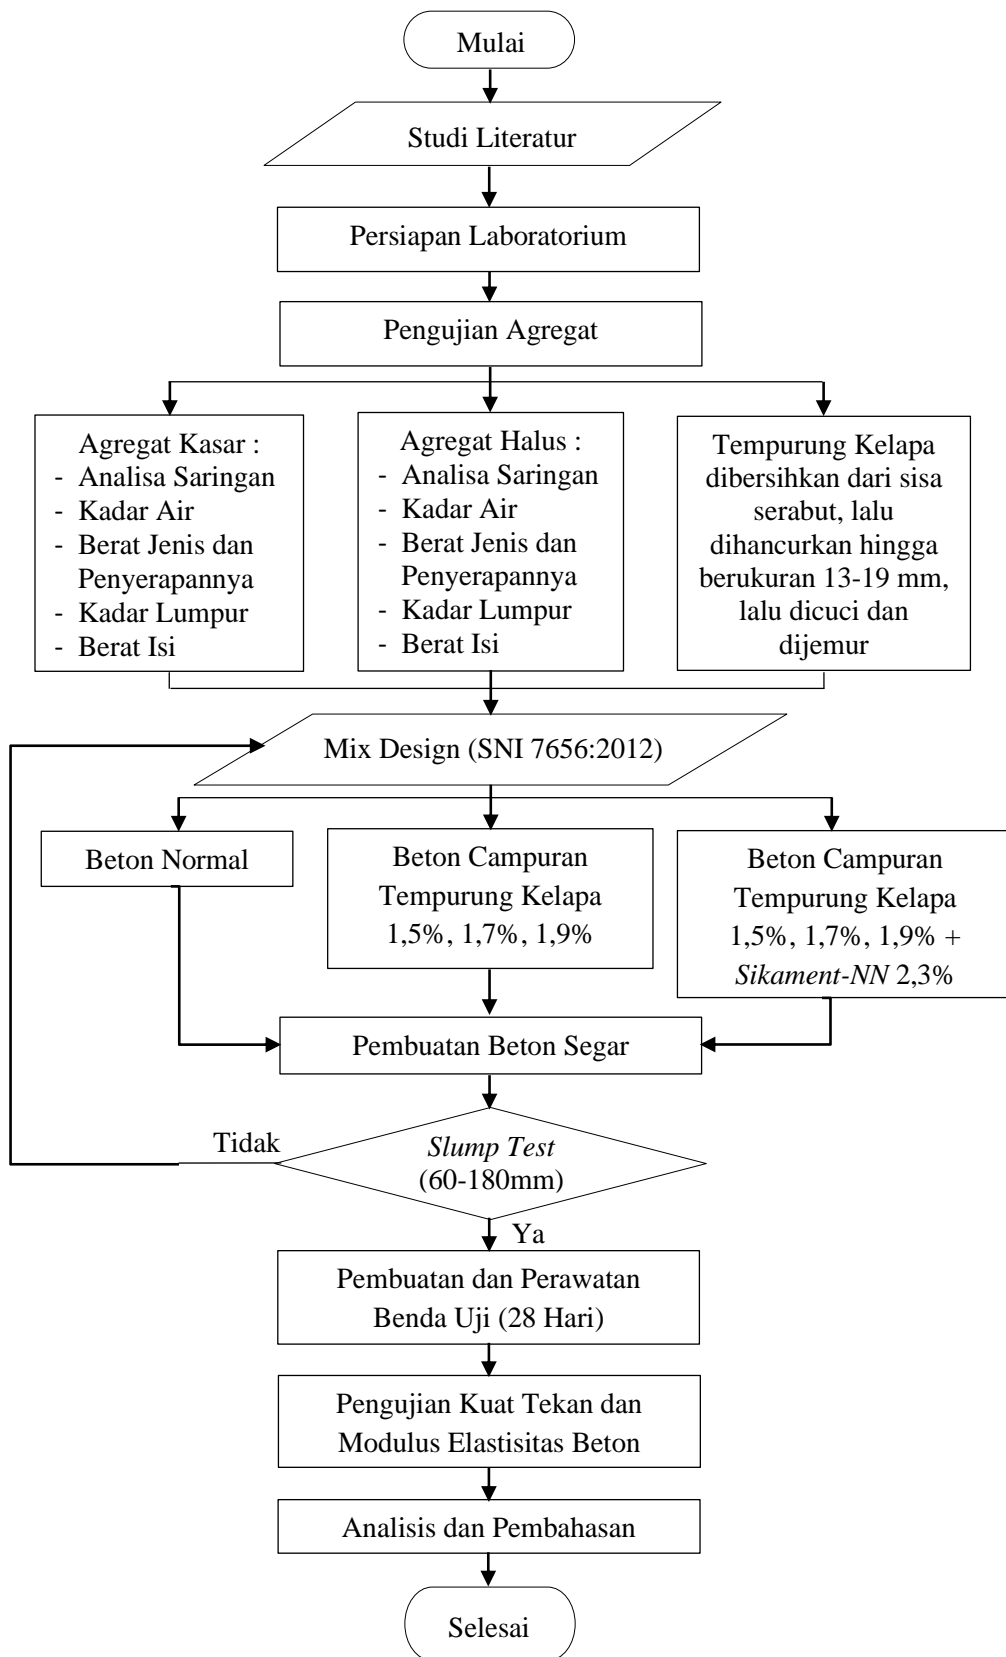 Mulai
Studi Literatur
Persiapan Laboratorium
Pengujian Agregat
Agregat Kasar :
- Analisa Saringan
- Kadar Air
- Berat Jenis dan
Penyerapannya
- Kadar Lumpur
- Berat Isi
Agregat Halus :
- Analisa Saringan
- Kadar Air
- Berat Jenis dan
Penyerapannya
- Kadar Lumpur
- Berat Isi
Tempurung Kelapa
dibersihkan dari sisa
serabut, lalu
dihancurkan hingga
berukuran 13-19 mm,
lalu dicuci dan
dijemur
Mix Design (SNI 7656:2012)
Beton Normal
Beton Campuran
Tempurung Kelapa
1,5%, 1,7%, 1,9%
Beton Campuran
Tempurung Kelapa
1,5%, 1,7%, 1,9% +
Sikament-NN 2,3%
Pembuatan Beton Segar
Tidak
Slump Test
(60-180mm)
Ya
Pembuatan dan Perawatan
Benda Uji (28 Hari)
Pengujian Kuat Tekan dan
Modulus Elastisitas Beton
Analisis dan Pembahasan
Selesai